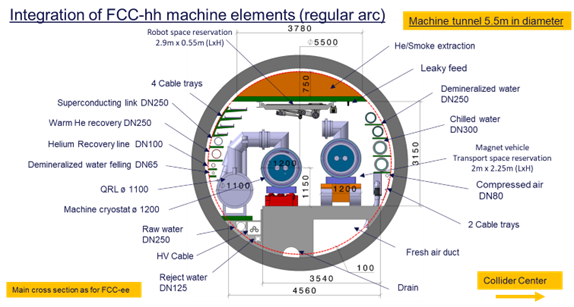 Integration of FCC-hh machine elements (regular arc)
Machine tunnel 5.5m in diameter
Robot space reservation
2.9m x 0.55m (LxH)
3780
∅5500
He/Smoke extraction
Leaky feed
750
4 Cable trays
Superconducting link DN250
Warm He recovery DN250
Helium Recovery line DN100
Demineralized water felling DN65
QRL ø 1100
Machine cryostat ø 1200
Raw water
DN250
HV Cable
Reject water
DN125
Demineralized water
DN250
Chilled water
DN300
3150
Magnet vehicle
Transport space reservation
2m x 2.25m (LxH)
Compressed air
DN80
2 Cable trays
Fresh air duct
1100
1200
1150
1200
100
Drain
3540
4560
Main cross section as for FCC-ee
Collider Center